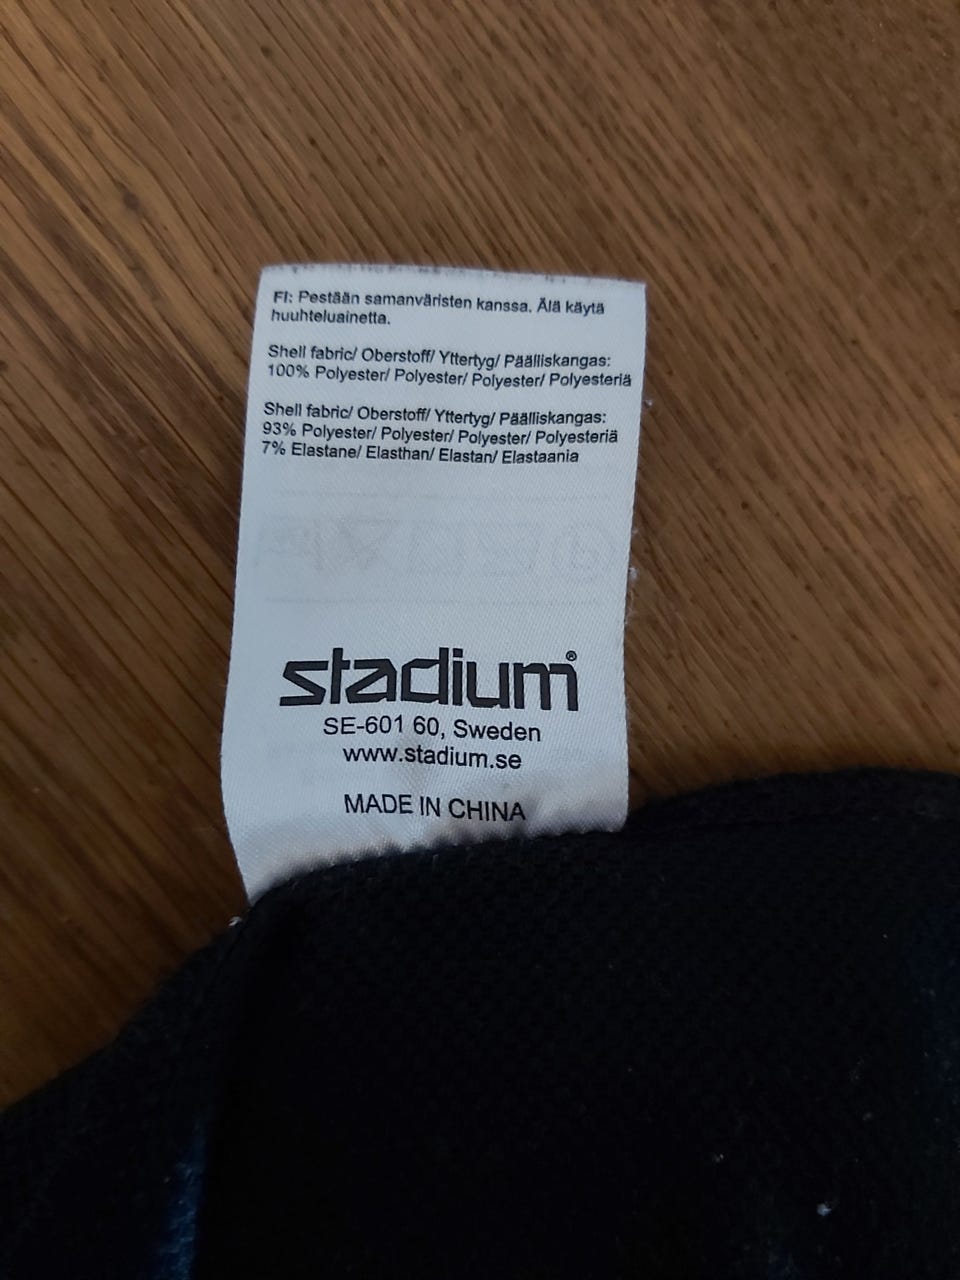 FI: Pestään samanväristen kanssa. Älä käytä
huuhteluainetta.
Shell fabric/ Oberstoff/ Yttertyg/ Päälliskangas:
100% Polyester/ Polyester/ Polyester/ Polyesteriä
Shell fabric/ Oberstoff/ Yttertyg/ Päälliskangas:
93% Polyester/ Polyester/ Polyester/ Polyesteriä
7% Elastane/ Elasthan/ Elastan/ Elastaania
stadium®
SE-601 60, Sweden
www.stadium.se
MADE IN CHINA